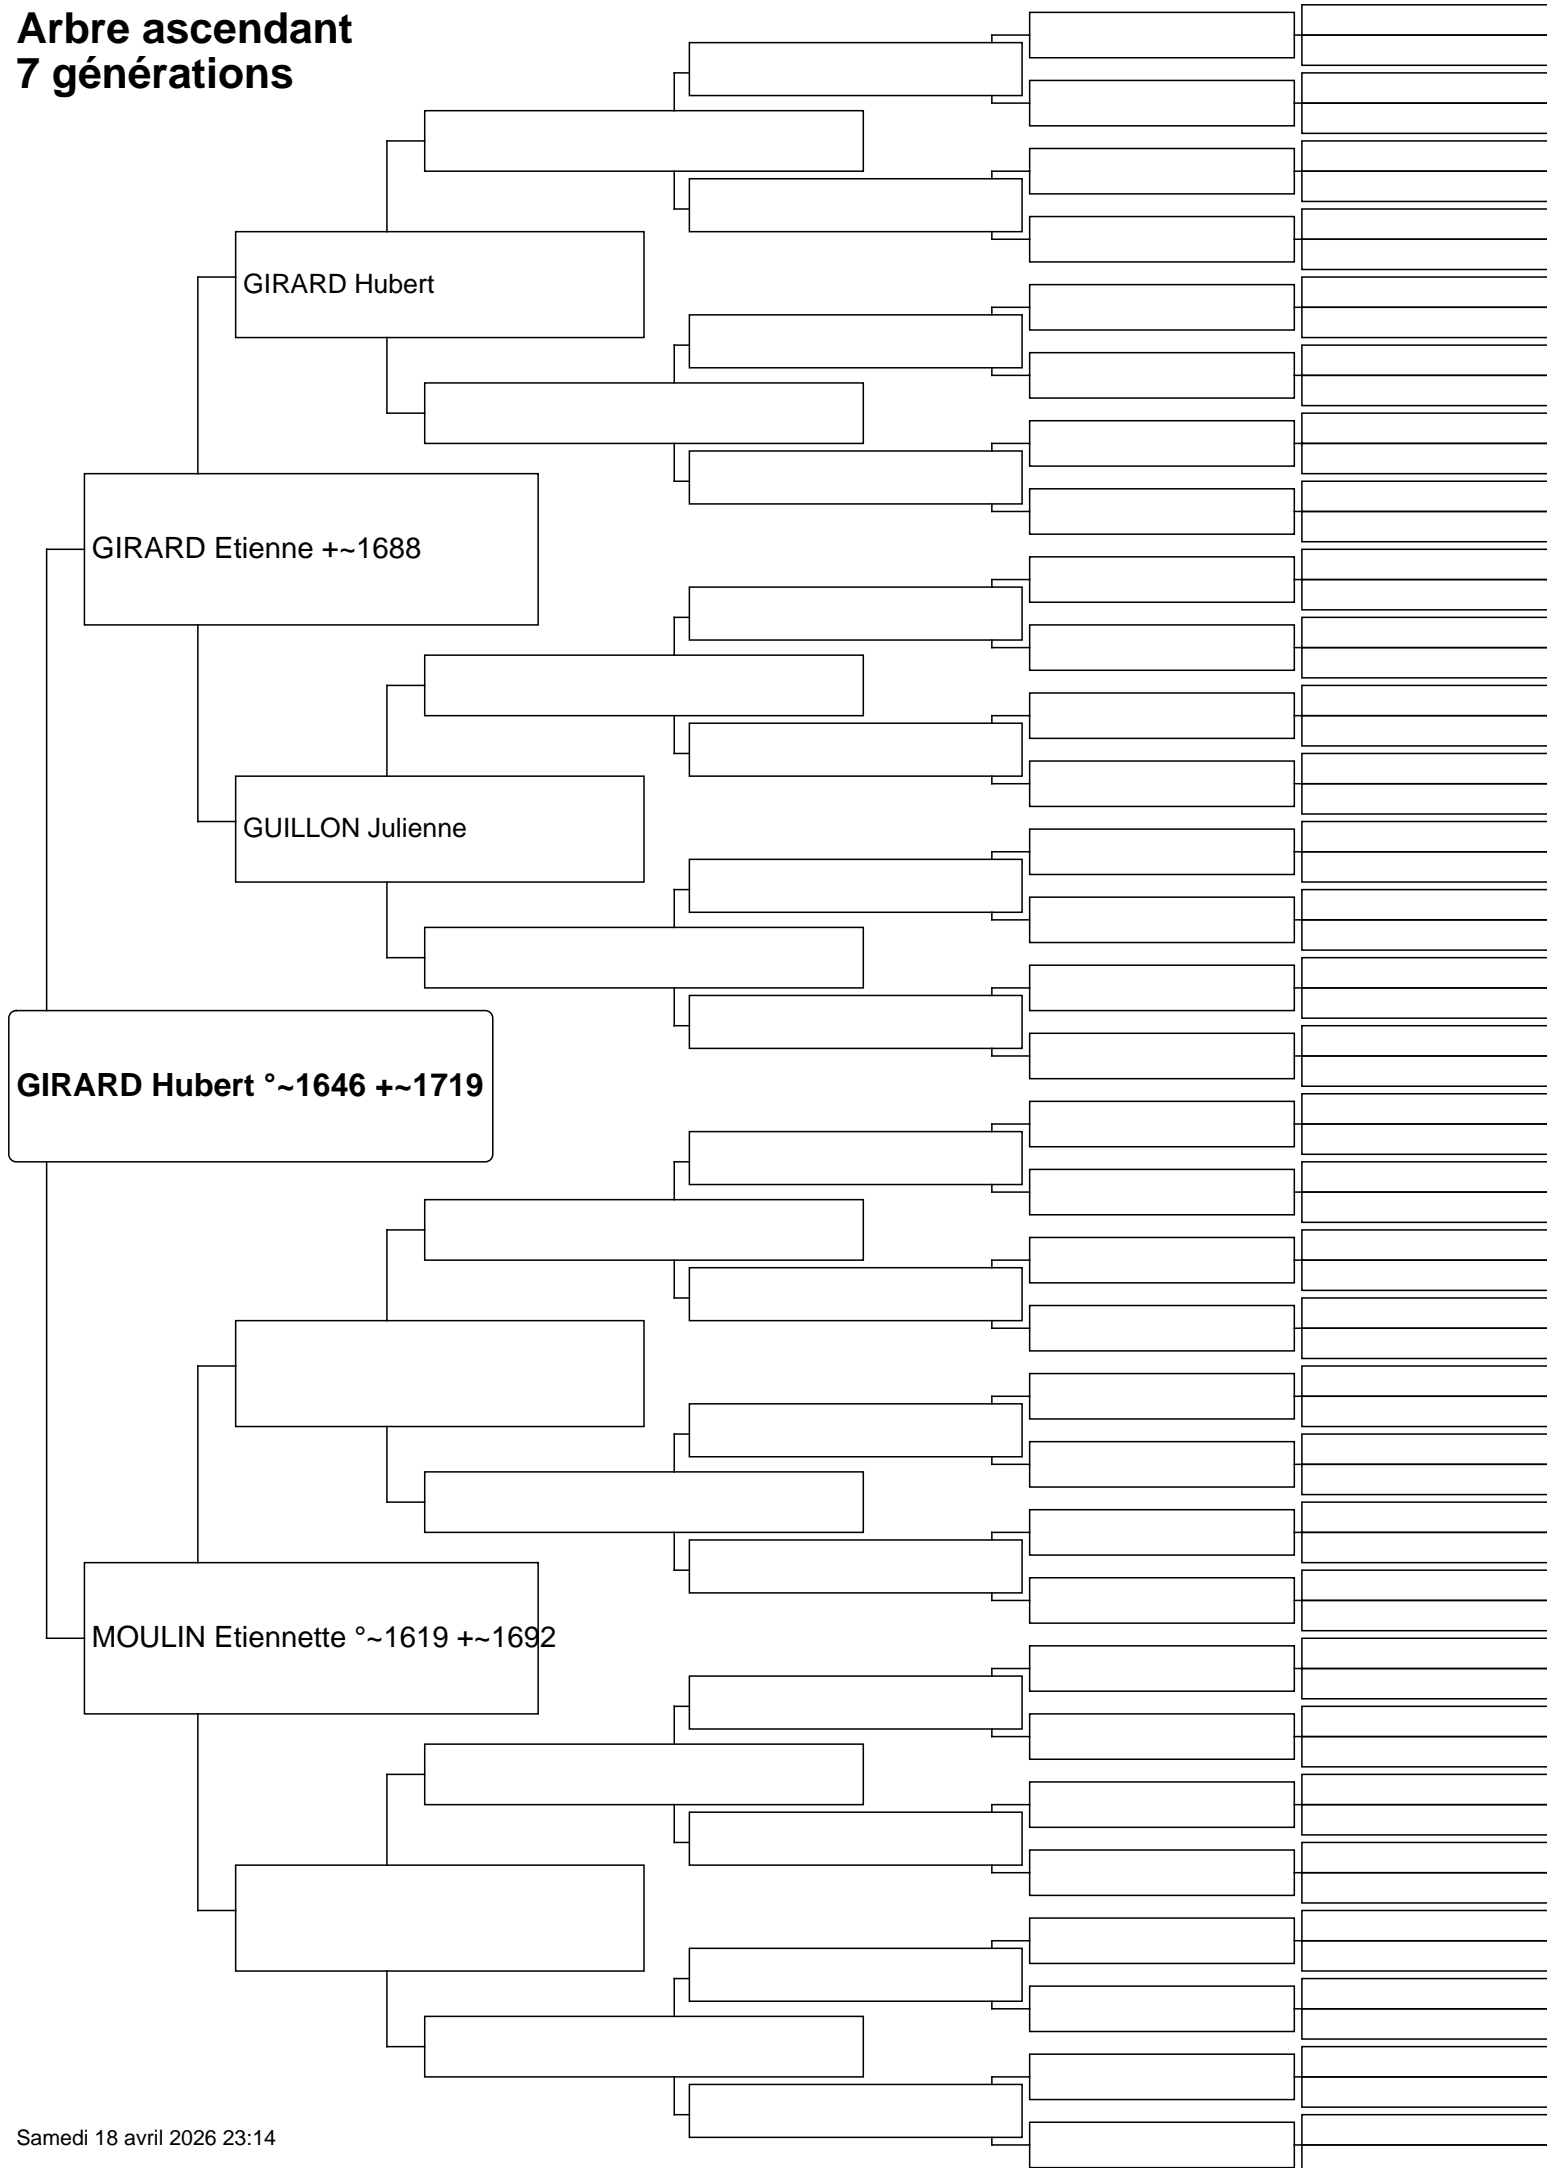 Arbre ascendant
7 générations
GIRARD Hubert
GIRARD Etienne +~1688
GUILLON Julienne
GIRARD Hubert °~1646 +~1719
MOULIN Etiennette °~1619 +~1692
Samedi 18 avril 2026 23:14